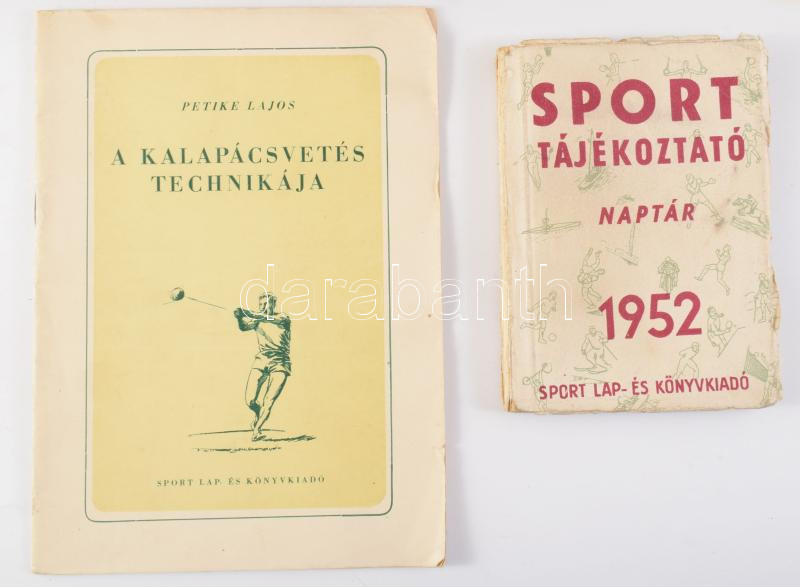 PETIKE LAJOS
A KALAPÁCSVETÉS
TECHNIKÁJA
SPORT LAP- ÉS KÖNYVKIADÓ
SPORT
TÁJÉKOZTATÓ
NAPTÁR
1952
SPORT LAP- ÉS KÖNYVKIADÓ
darabanth